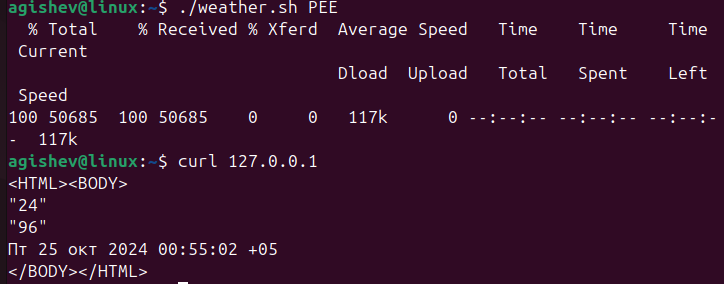 agishev@linux:~$ ./weather.sh PEE
  % Total    % Received % Xferd  Average Speed   Time    Time     Time
 Current
                                 Dload  Upload   Total   Spent    Left
 Speed
100 50685  100 50685    0     0   117k      0 --:--:-- --:--:-- --:--:-
-  117k
agishev@linux:~$ curl 127.0.0.1
<HTML><BODY>
"24"
"96"
Пт 25 окт 2024 00:55:02 +05
</BODY></HTML>